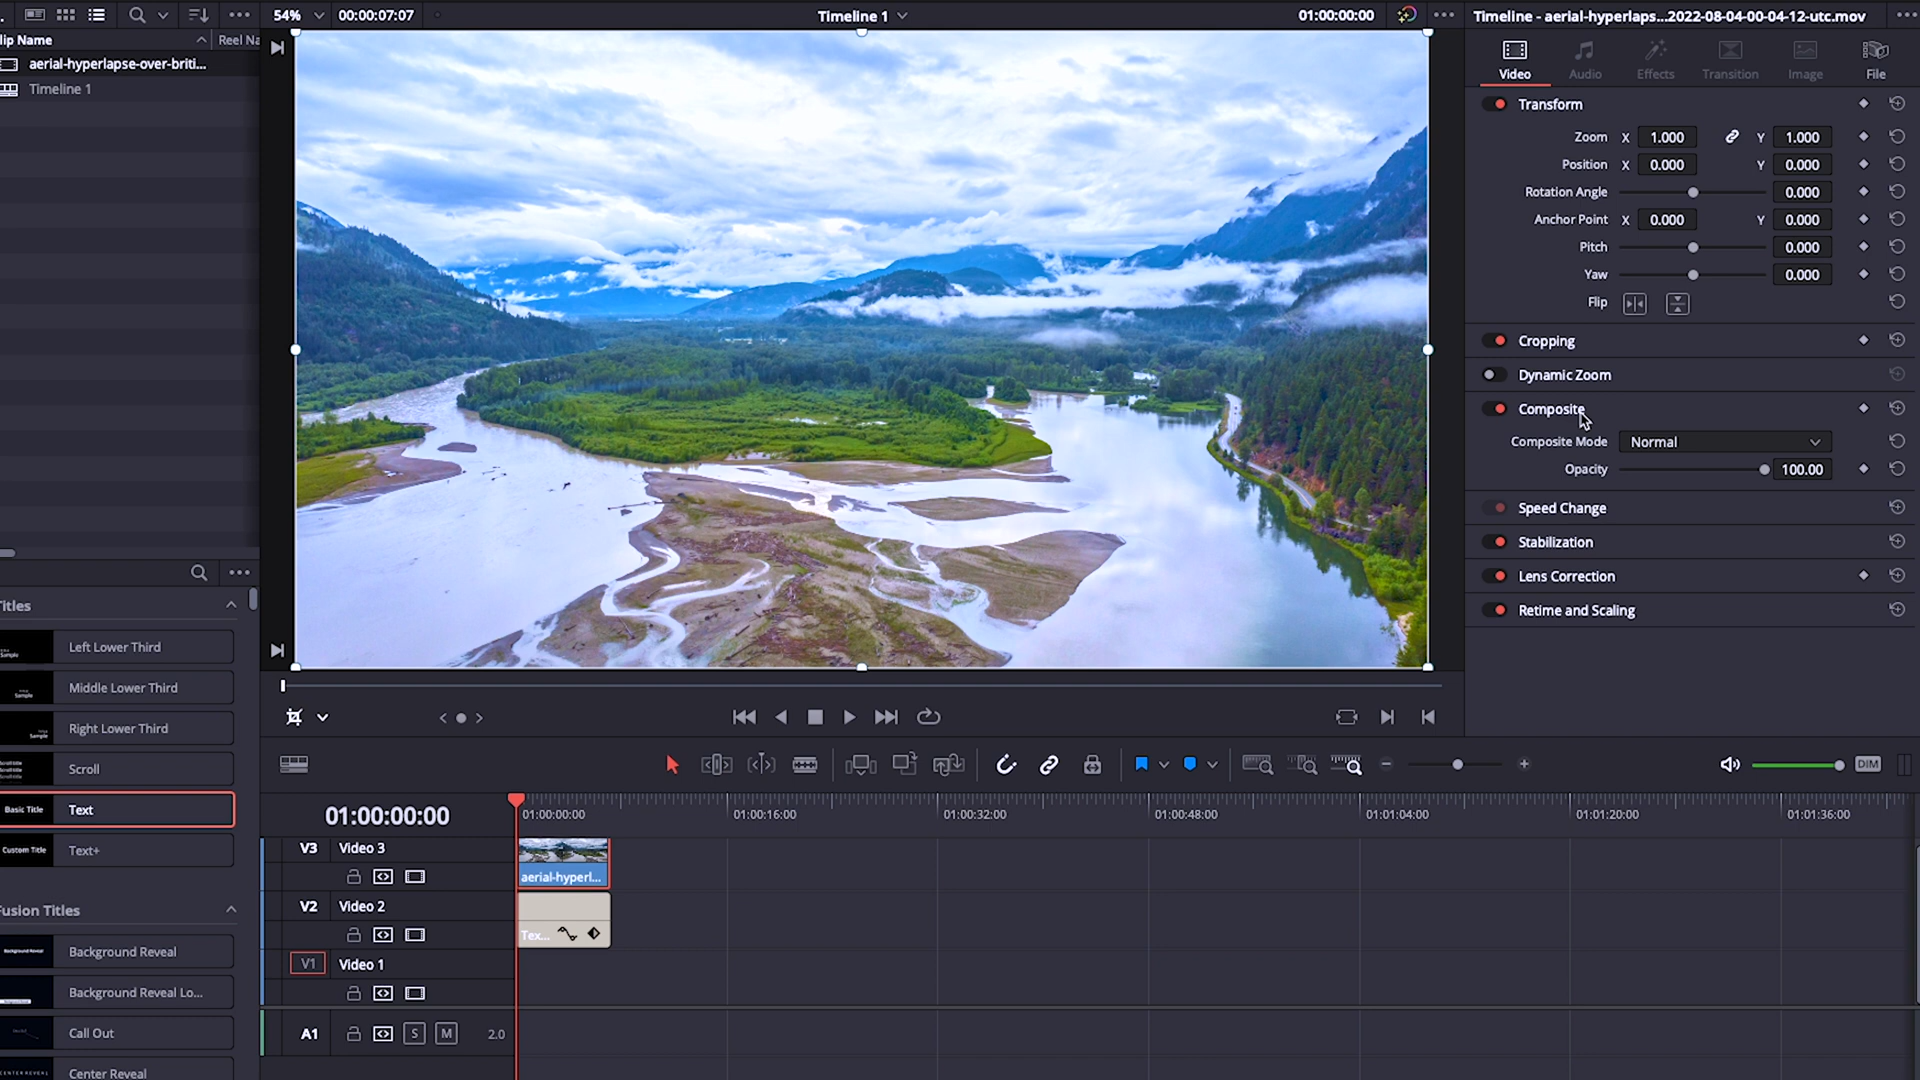 54%
00:00:07:07
Timeline 1
01:00:00:00
Timeline - aerial-hyperlaps...2022-08-04-00-04-12-utc.mov
lip Name
Reel Na
aerial-hyperlapse-over-briti...
Timeline 1
Video
Audio
Effects
Transition
Image
File
Transform
Zoom X 1.000 Y 1.000
Position X 0.000 Y 0.000
Rotation Angle 0.000
Anchor Point X 0.000 Y 0.000
Pitch 0.000
Yaw 0.000
Flip
Cropping
Dynamic Zoom
Composite
Composite Mode Normal
Opacity 100.00
Speed Change
Stabilization
Lens Correction
Retime and Scaling
Titles
Left Lower Third
Middle Lower Third
Right Lower Third
Scroll
Basic Title Text
Custom Title Text+
Fusion Titles
Background Reveal
Background Reveal Lo...
Call Out
Center Reveal
DIM
01:00:00:00
01:00:00:00
01:00:16:00
01:00:32:00
01:00:48:00
01:01:04:00
01:01:20:00
01:01:36:00
V3 Video 3
aerial-hyperl...
V2 Video 2
Tex...
V1 Video 1
A1 S M 2.0